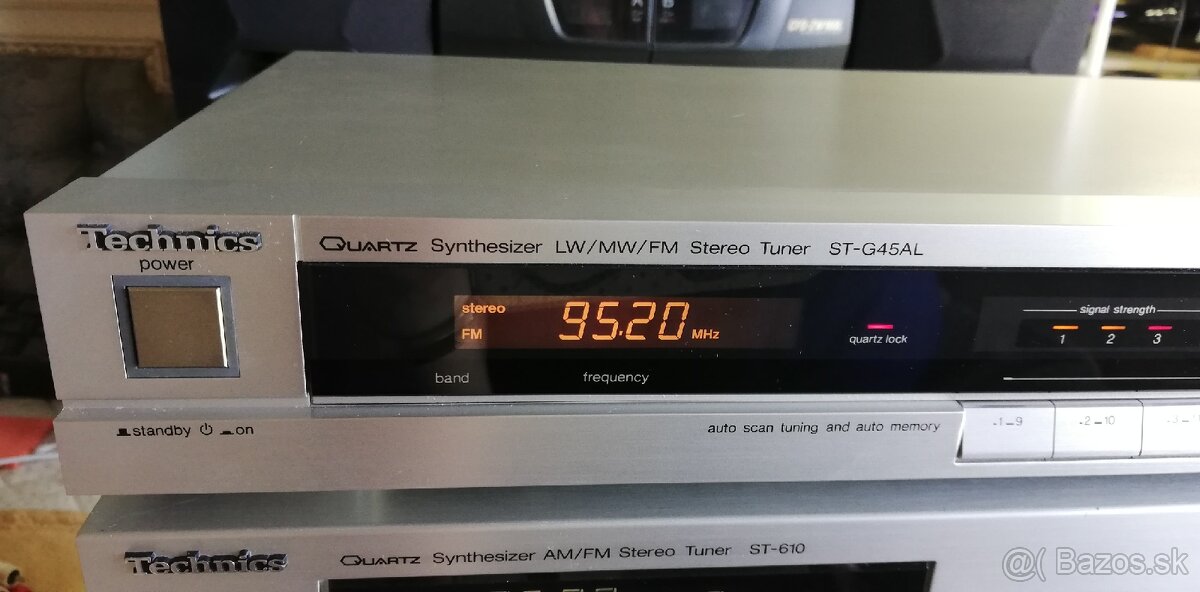 A B
Technics
power
QUARTZ Synthesizer LW/MW/FM Stereo Tuner ST-G45AL
stereo
FM 95.20 MHz
band frequency
quartz lock
signal strength
1 2 3
standby on
auto scan tuning and auto memory
1 9 2 10
Technics
QUARTZ Synthesizer AM/FM Stereo Tuner ST-610
@( Bazos.sk